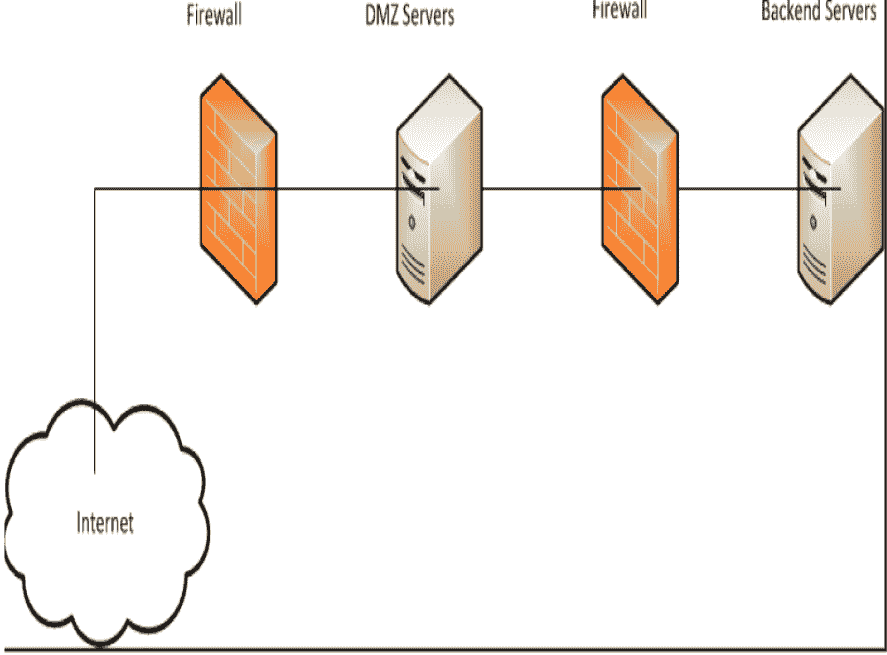 Firewall
DMZ Servers
Firewall
Backend Servers
Internet